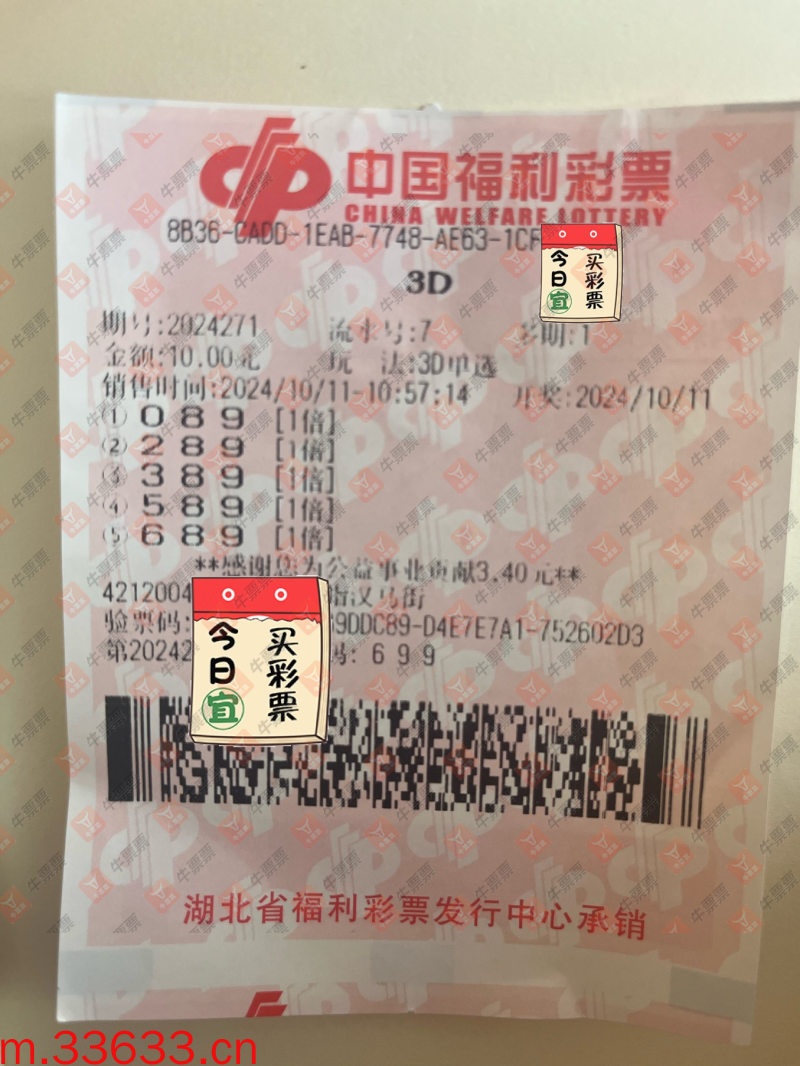 中国福利彩票
CHINA WELFARE LOTTERY
8B36-CADD-1EAB-7748-AE63-1CF
今日宜
买彩票
3D
期号:2024271 流水号:7 多期:1
金额:10.00元 玩 法:3D单选
销售时间:2024/10/11-10:57:14 开奖:2024/10/11
① 0 8 9 [1倍]
② 2 8 9 [1倍]
③ 3 8 9 [1倍]
④ 5 8 9 [1倍]
⑤ 6 8 9 [1倍]
**感谢您为公益事业贡献3.40元**
4212004 汉马街
验票码: 9DDC89-D4E7E7A1-752602D3
第20242 码: 6 9 9
今日宜
买彩票
湖北省福利彩票发行中心承销
牛票票
m.33633.cn